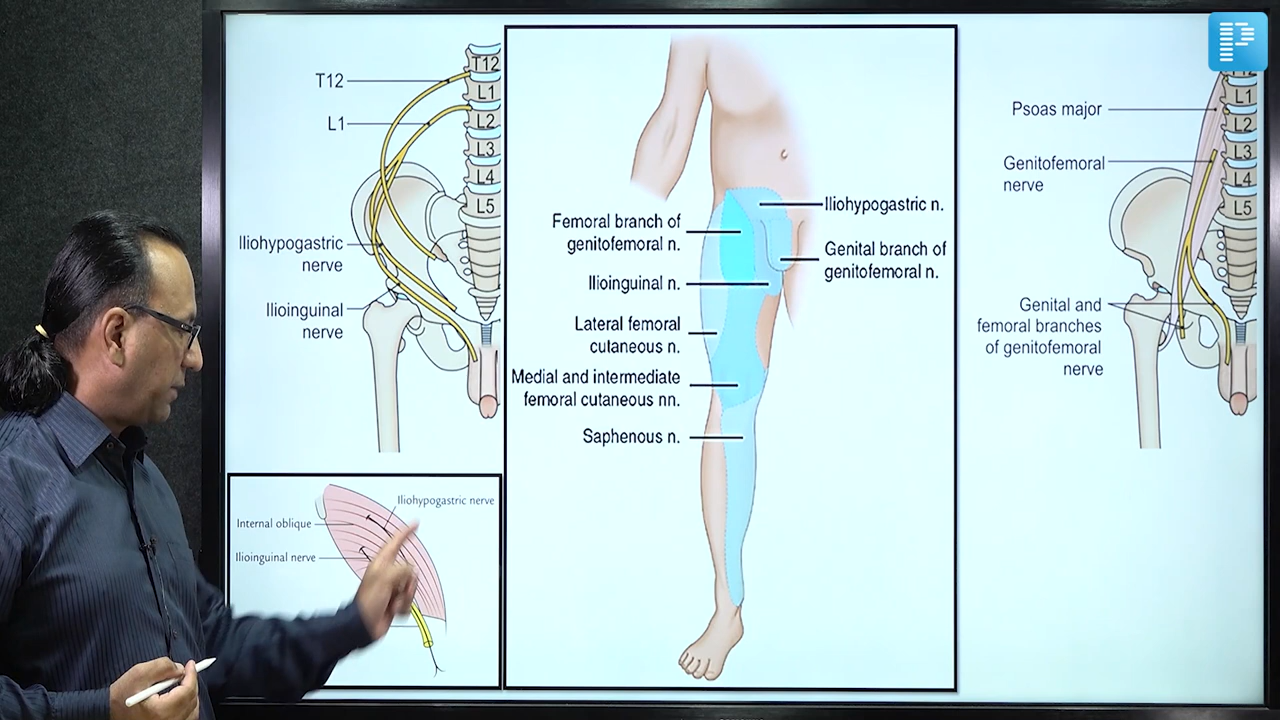 T12
L1
T12
L1
L2
L3
L4
L5
Iliohypogastric
nerve
Ilioinguinal
nerve
Iliohypogastric nerve
Internal oblique
Ilioinguinal nerve
Femoral branch of
genitofemoral n.
Ilioinguinal n.
Lateral femoral
cutaneous n.
Medial and intermediate
femoral cutaneous nn.
Saphenous n.
Iliohypogastric n.
Genital branch of
genitofemoral n.
P
Psoas major
Genitofemoral
nerve
Genital and
femoral branches
of genitofemoral
nerve
L1
L2
L3
L4
L5